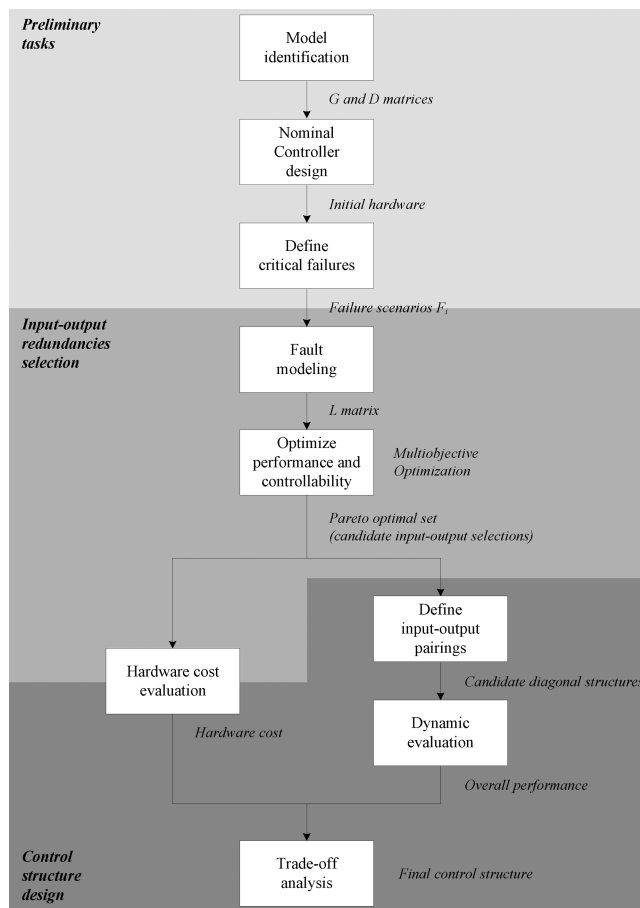 Preliminary
tasks
Model
identification
G and D matrices
Nominal
Controller
design
Initial hardware
Define
critical failures
Failure scenarios Fi
Input-output
redundancies
selection
Fault
modeling
L matrix
Optimize
performance and
controllability
Multiobjective
Optimization
Pareto optimal set
(candidate input-output selections)
Define
input-output
pairings
Hardware cost
evaluation
Candidate diagonal structures
Hardware cost
Dynamic
evaluation
Overall performance
Control
structure
design
Trade-off
analysis
Final control structure